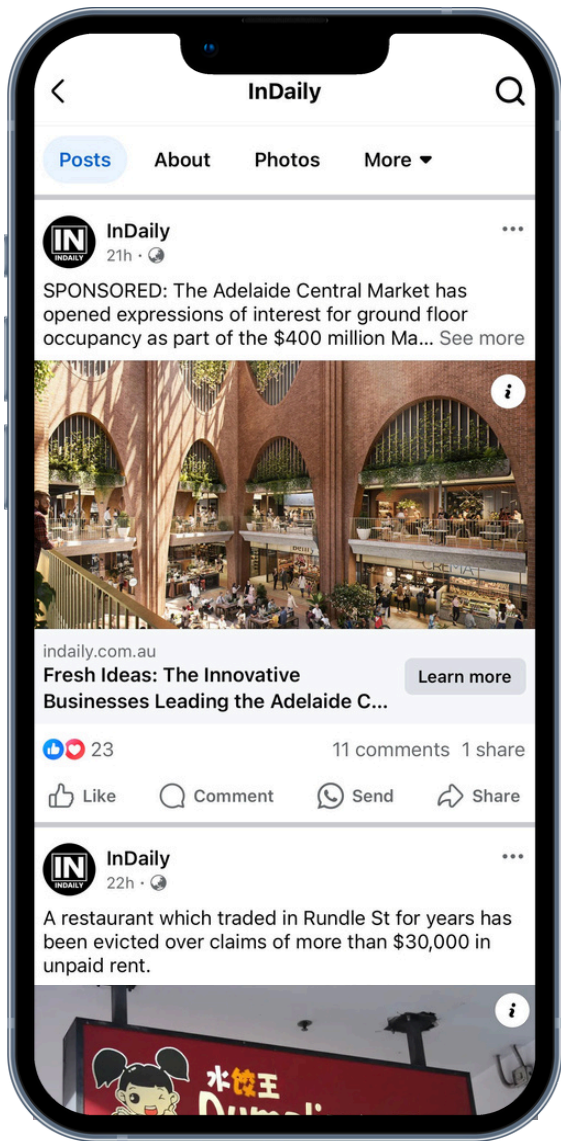 InDaily
Posts
About
Photos
More
IN
INDAILY
InDaily
21h ·
SPONSORED: The Adelaide Central Market has
opened expressions of interest for ground floor
occupancy as part of the $400 million Ma... See more
indaily.com.au
Fresh Ideas: The Innovative
Businesses Leading the Adelaide C...
Learn more
23
11 comments 1 share
Like
Comment
Send
Share
IN
INDAILY
InDaily
22h ·
A restaurant which traded in Rundle St for years has
been evicted over claims of more than $30,000 in
unpaid rent.
水饺王